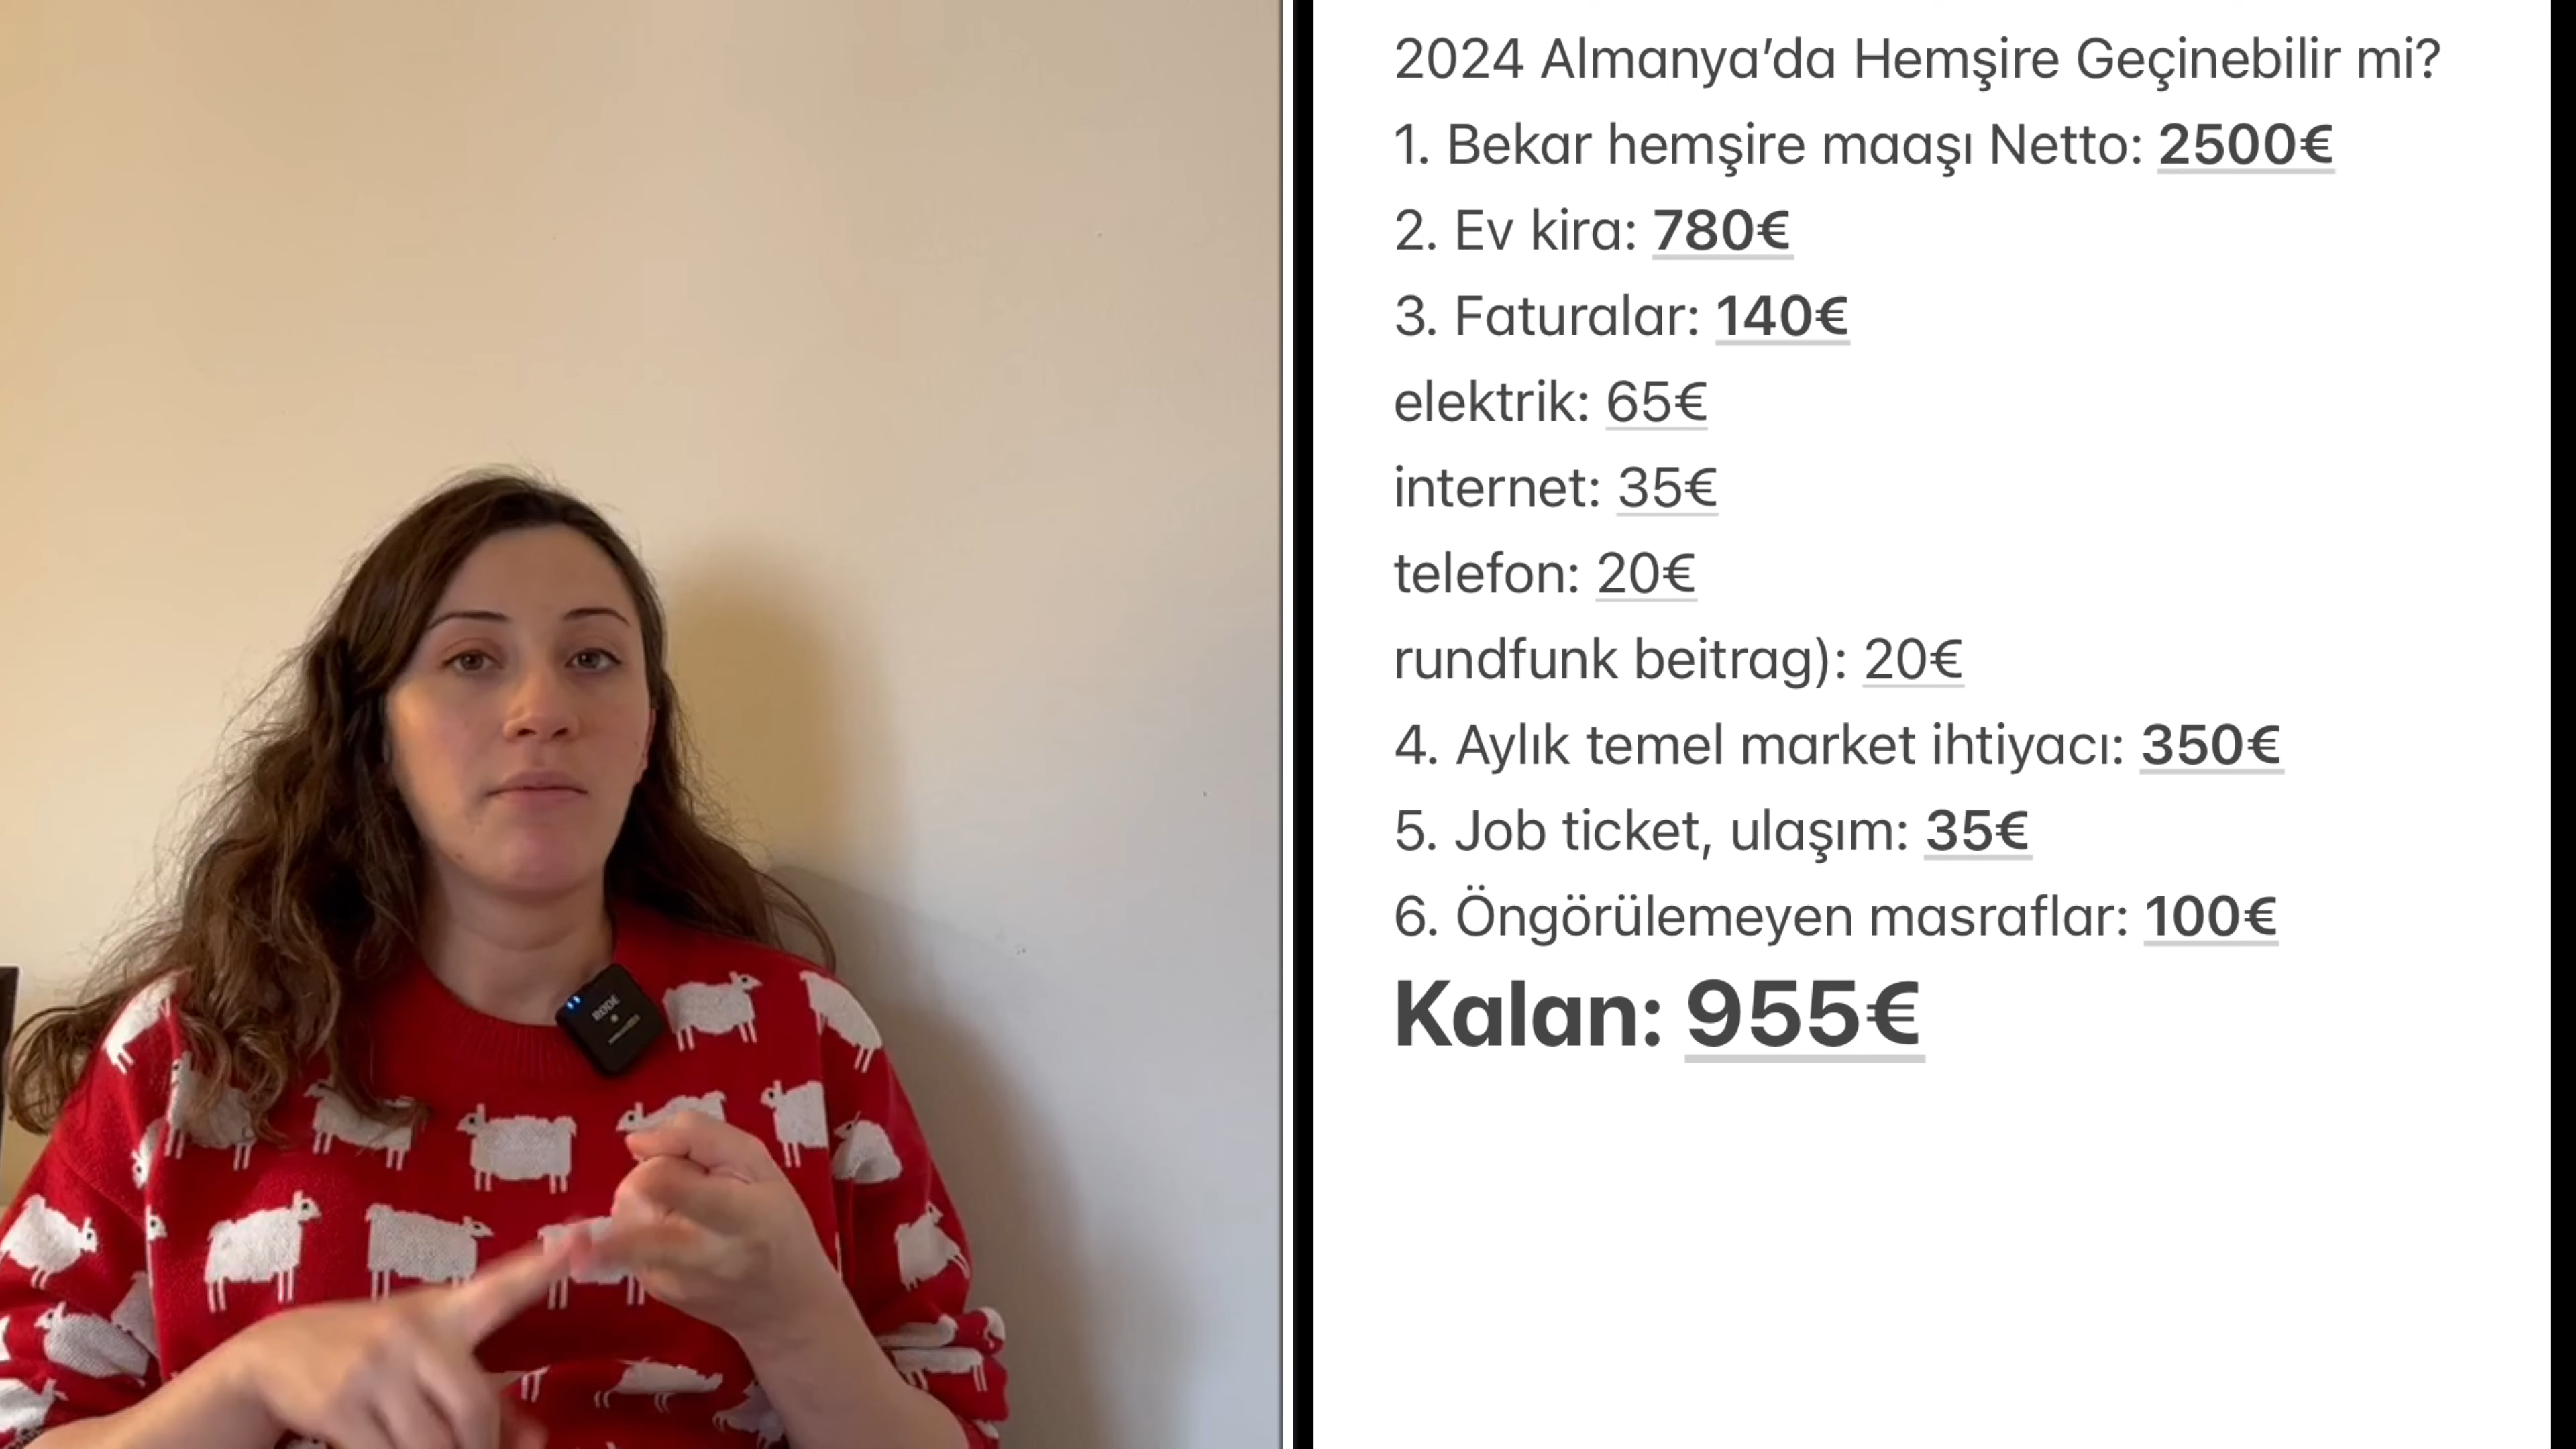 2024 Almanya’da Hemşire Geçinebilir mi?
1. Bekar hemşire maaşı Netto: 2500€
2. Ev kira: 780€
3. Faturalar: 140€
elektrik: 65€
internet: 35€
telefon: 20€
rundfunk beitrag): 20€
4. Aylık temel market ihtiyacı: 350€
5. Job ticket, ulaşım: 35€
6. Öngörülemeyen masraflar: 100€
Kalan: 955€
RØDE